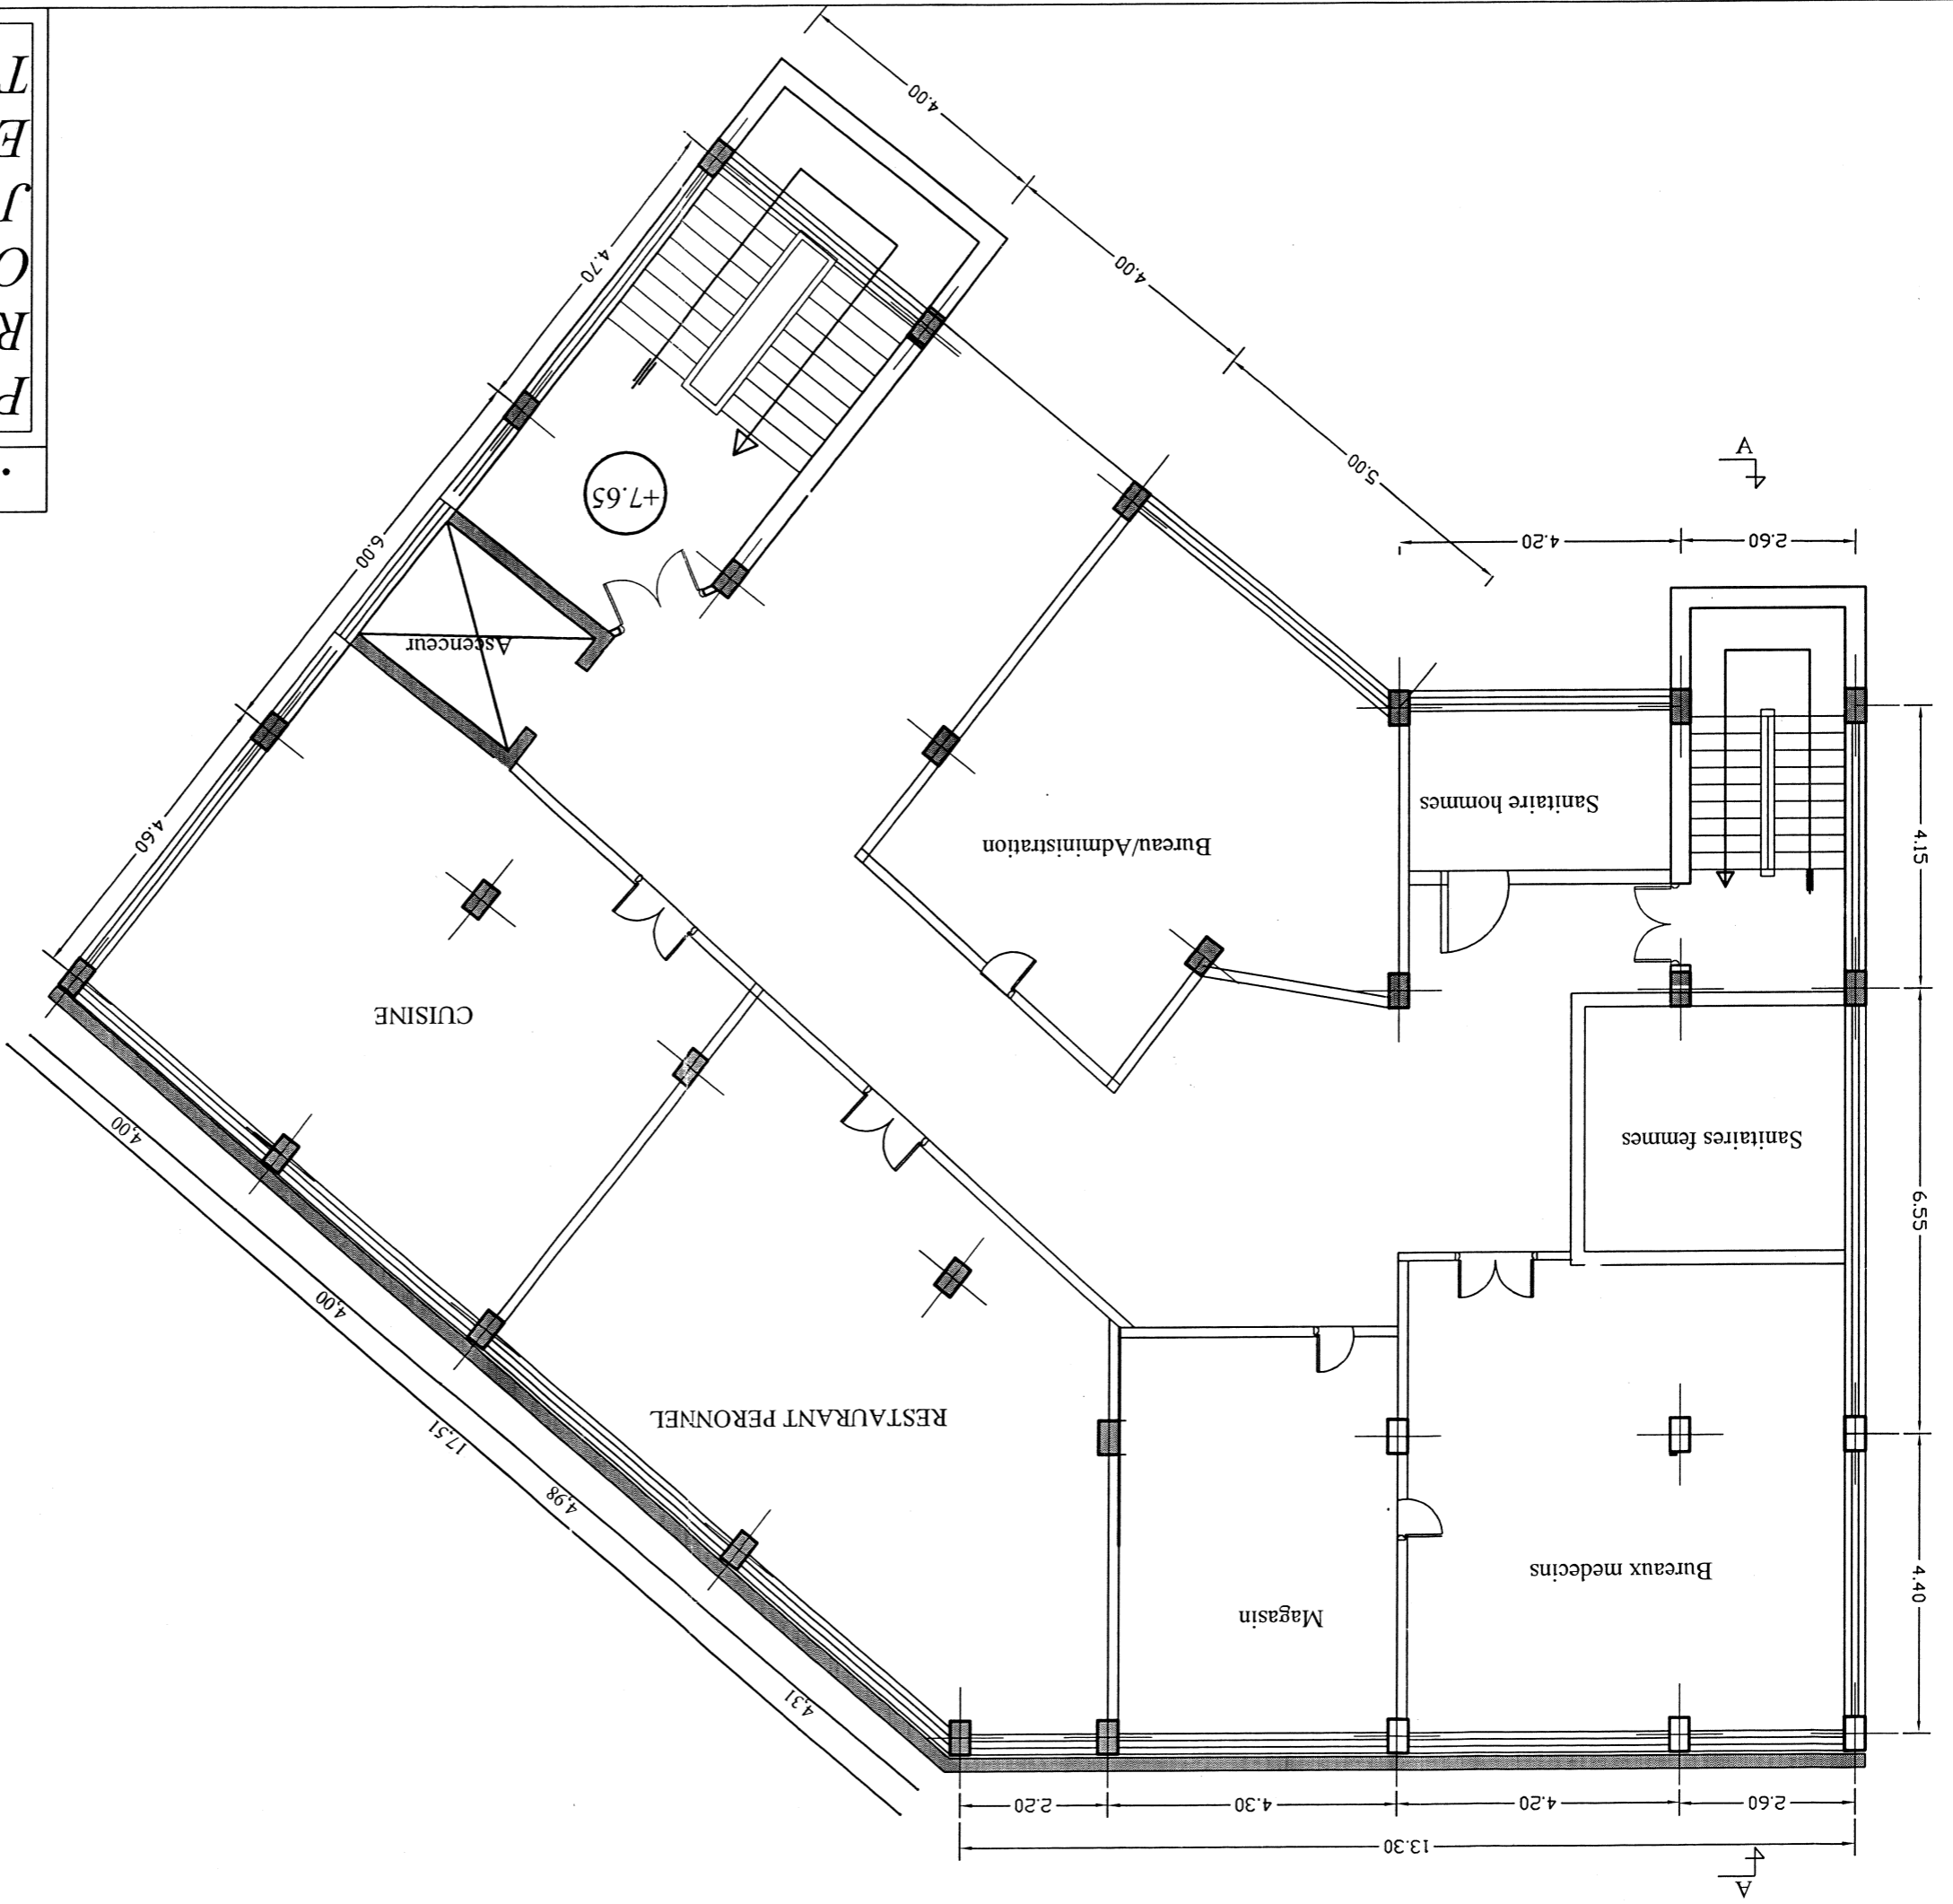 A
13.30
2.60
4.20
4.30
2.20
4,31
4,98
4,00
4,00
17.51
Magasin
Bureaux medecins
4.40
RESTAURANT PERONNEL
Sanitaires femmes
6.55
CUISINE
Bureau/Administration
Sanitaire hommes
4.15
4.60
Ascenceur
6.00
+7.65
2.60
4.20
A
5.00
4.00
4.00
4.70
.
P
R
O
J
E
T